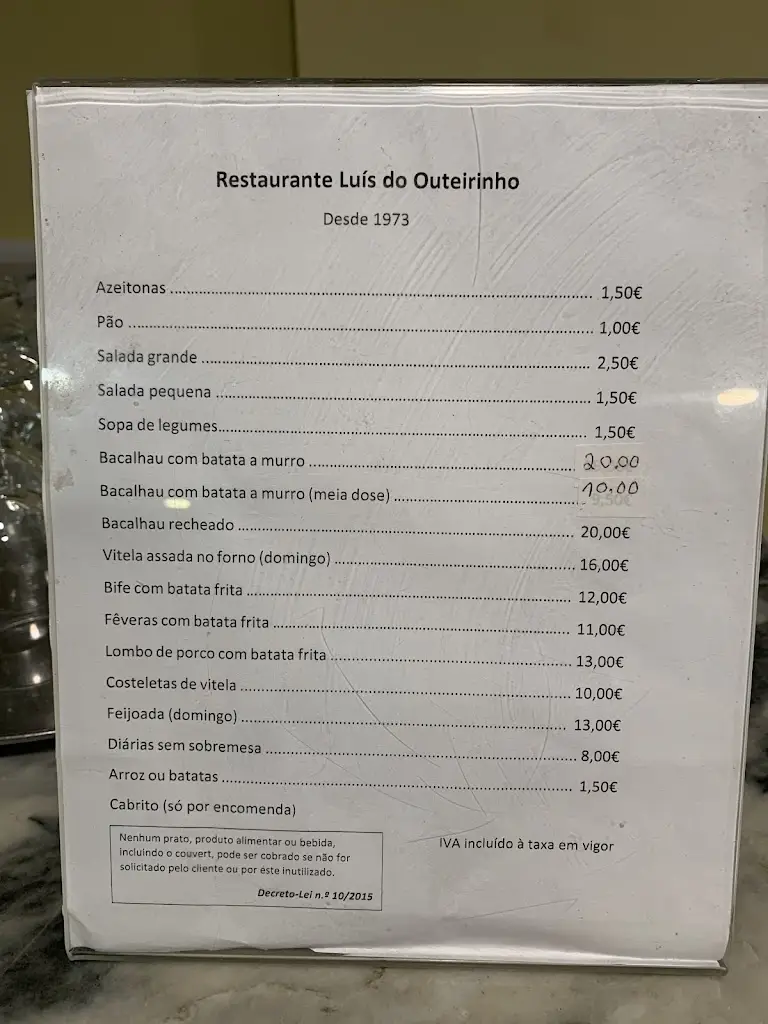 Restaurante Luís do Outeirinho
Desde 1973
Azeitonas ........ 1,50€
Pão ........ 1,00€
Salada grande ........ 2,50€
Salada pequena ........ 1,50€
Sopa de legumes........ 1,50€
Bacalhau com batata a murro ........ 20.00
Bacalhau com batata a murro (meia dose) ........ 10.00
Bacalhau recheado ........ 20,00€
Vitela assada no forno (domingo) ........ 16,00€
Bife com batata frita ........ 12,00€
Fêveras com batata frita ........ 11,00€
Lombo de porco com batata frita ........ 13,00€
Costeletas de vitela ........ 10,00€
Feijoada (domingo) ........ 13,00€
Diárias sem sobremesa ........ 8,00€
Arroz ou batatas ........ 1,50€
Cabrito (só por encomenda)
Nenhum prato, produto alimentar ou bebida,
incluindo o couvert, pode ser cobrado se não for
solicitado pelo cliente ou por este inutilizado.
Decreto-Lei n.º 10/2015
IVA incluído à taxa em vigor